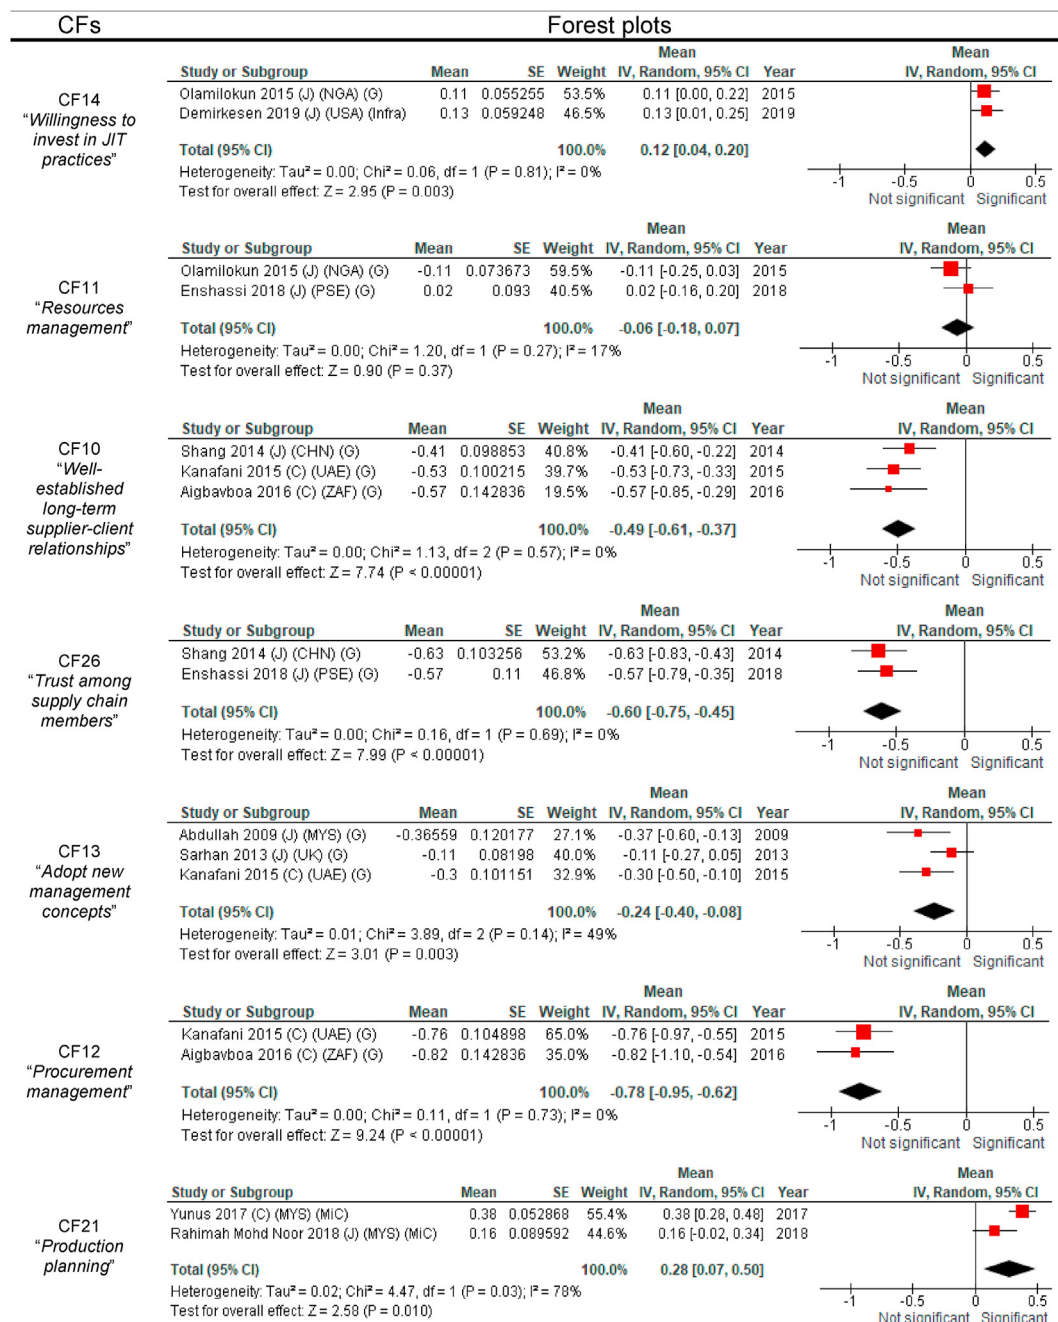 CFs Forest plots
CF14
“Willingness to
invest in JIT
practices”
Mean Mean
Study or Subgroup Mean SE Weight IV, Random, 95% CI Year IV, Random, 95% CI
Olamilokun 2015 (J) (NGA) (G) 0.11 0.055255 53.5% 0.11 [0.00, 0.22] 2015
Demirkesen 2019 (J) (USA) (Infra) 0.13 0.059248 46.5% 0.13 [0.01, 0.25] 2019
Total (95% CI) 100.0% 0.12 [0.04, 0.20]
Heterogeneity: Tau² = 0.00; Chi² = 0.06, df = 1 (P = 0.81); I² = 0%
Test for overall effect: Z = 2.95 (P = 0.003)
-1 -0.5 0 0.5
Not significant Significant
CF11
“Resources
management”
Mean Mean
Study or Subgroup Mean SE Weight IV, Random, 95% CI Year IV, Random, 95% CI
Olamilokun 2015 (J) (NGA) (G) -0.11 0.073673 59.5% -0.11 [-0.25, 0.03] 2015
Enshassi 2018 (J) (PSE) (G) 0.02 0.093 40.5% 0.02 [-0.16, 0.20] 2018
Total (95% CI) 100.0% -0.06 [-0.18, 0.07]
Heterogeneity: Tau² = 0.00; Chi² = 1.20, df = 1 (P = 0.27); I² = 17%
Test for overall effect: Z = 0.90 (P = 0.37)
-1 -0.5 0 0.5
Not significant Significant
CF10
“Well-
established
long-term
supplier-client
relationships”
Mean Mean
Study or Subgroup Mean SE Weight IV, Random, 95% CI Year IV, Random, 95% CI
Shang 2014 (J) (CHN) (G) -0.41 0.098853 40.8% -0.41 [-0.60, -0.22] 2014
Kanafani 2015 (C) (UAE) (G) -0.53 0.100215 39.7% -0.53 [-0.73, -0.33] 2015
Aigbavboa 2016 (C) (ZAF) (G) -0.57 0.142836 19.5% -0.57 [-0.85, -0.29] 2016
Total (95% CI) 100.0% -0.49 [-0.61, -0.37]
Heterogeneity: Tau² = 0.00; Chi² = 1.13, df = 2 (P = 0.57); I² = 0%
Test for overall effect: Z = 7.74 (P < 0.00001)
-1 -0.5 0 0.5
Not significant Significant
CF26
“Trust among
supply chain
members”
Mean Mean
Study or Subgroup Mean SE Weight IV, Random, 95% CI Year IV, Random, 95% CI
Shang 2014 (J) (CHN) (G) -0.63 0.103256 53.2% -0.63 [-0.83, -0.43] 2014
Enshassi 2018 (J) (PSE) (G) -0.57 0.11 46.8% -0.57 [-0.79, -0.35] 2018
Total (95% CI) 100.0% -0.60 [-0.75, -0.45]
Heterogeneity: Tau² = 0.00; Chi² = 0.16, df = 1 (P = 0.69); I² = 0%
Test for overall effect: Z = 7.99 (P < 0.00001)
-1 -0.5 0 0.5
Not significant Significant
CF13
“Adopt new
management
concepts”
Mean Mean
Study or Subgroup Mean SE Weight IV, Random, 95% CI Year IV, Random, 95% CI
Abdullah 2009 (J) (MYS) (G) -0.36559 0.120177 27.1% -0.37 [-0.60, -0.13] 2009
Sarhan 2013 (J) (UK) (G) -0.11 0.08198 40.0% -0.11 [-0.27, 0.05] 2013
Kanafani 2015 (C) (UAE) (G) -0.3 0.101151 32.9% -0.30 [-0.50, -0.10] 2015
Total (95% CI) 100.0% -0.24 [-0.40, -0.08]
Heterogeneity: Tau² = 0.01; Chi² = 3.89, df = 2 (P = 0.14); I² = 49%
Test for overall effect: Z = 3.01 (P = 0.003)
-1 -0.5 0 0.5
Not significant Significant
CF12
“Procurement
management”
Mean Mean
Study or Subgroup Mean SE Weight IV, Random, 95% CI Year IV, Random, 95% CI
Kanafani 2015 (C) (UAE) (G) -0.76 0.104898 65.0% -0.76 [-0.97, -0.55] 2015
Aigbavboa 2016 (C) (ZAF) (G) -0.82 0.142836 35.0% -0.82 [-1.10, -0.54] 2016
Total (95% CI) 100.0% -0.78 [-0.95, -0.62]
Heterogeneity: Tau² = 0.00; Chi² = 0.11, df = 1 (P = 0.73); I² = 0%
Test for overall effect: Z = 9.24 (P < 0.00001)
-1 -0.5 0 0.5
Not significant Significant
CF21
“Production
planning”
Mean Mean
Study or Subgroup Mean SE Weight IV, Random, 95% CI Year IV, Random, 95% CI
Yunus 2017 (C) (MYS) (MiC) 0.38 0.052868 55.4% 0.38 [0.28, 0.48] 2017
Rahimah Mohd Noor 2018 (J) (MYS) (MiC) 0.16 0.089592 44.6% 0.16 [-0.02, 0.34] 2018
Total (95% CI) 100.0% 0.28 [0.07, 0.50]
Heterogeneity: Tau² = 0.02; Chi² = 4.47, df = 1 (P = 0.03); I² = 78%
Test for overall effect: Z = 2.58 (P = 0.010)
-1 -0.5 0 0.5
Not significant Significant